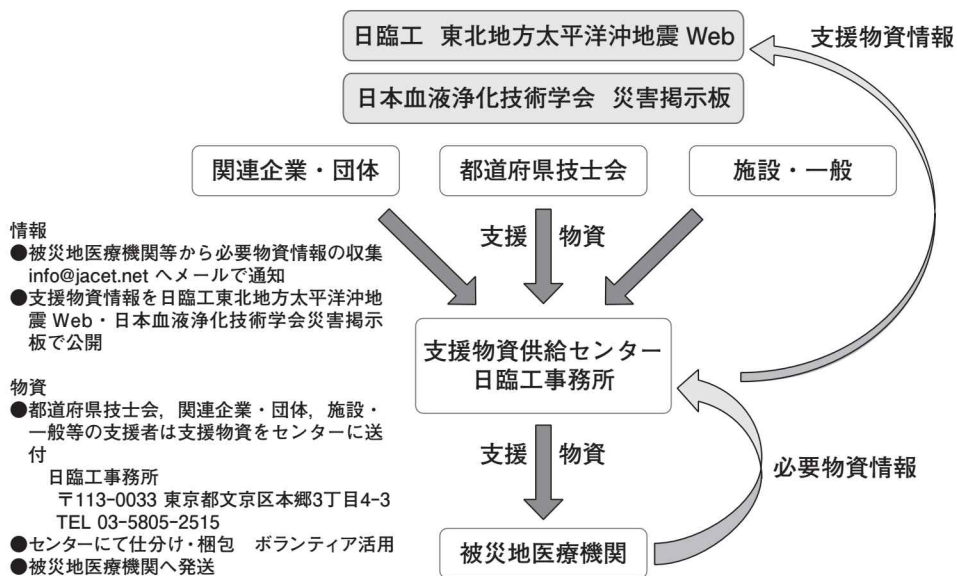 日臨工 東北地方太平洋沖地震 Web
支援物資情報
日本血液浄化技術学会 災害掲示板
関連企業・団体
都道府県技士会
施設・一般
支援 物資
情報
●被災地医療機関等から必要物資情報の収集
info@jacet.net へメールで通知
●支援物資情報を日臨工東北地方太平洋沖地
震 Web・日本血液浄化技術学会災害掲示
板で公開
支援物資供給センター
日臨工事務所
物資
●都道府県技士会，関連企業・団体，施設・
一般等の支援者は支援物資をセンターに送
付
日臨工事務所
〒113-0033 東京都文京区本郷3丁目4-3
TEL 03-5805-2515
●センターにて仕分け・梱包 ボランティア活用
●被災地医療機関へ発送
支援 物資
必要物資情報
被災地医療機関